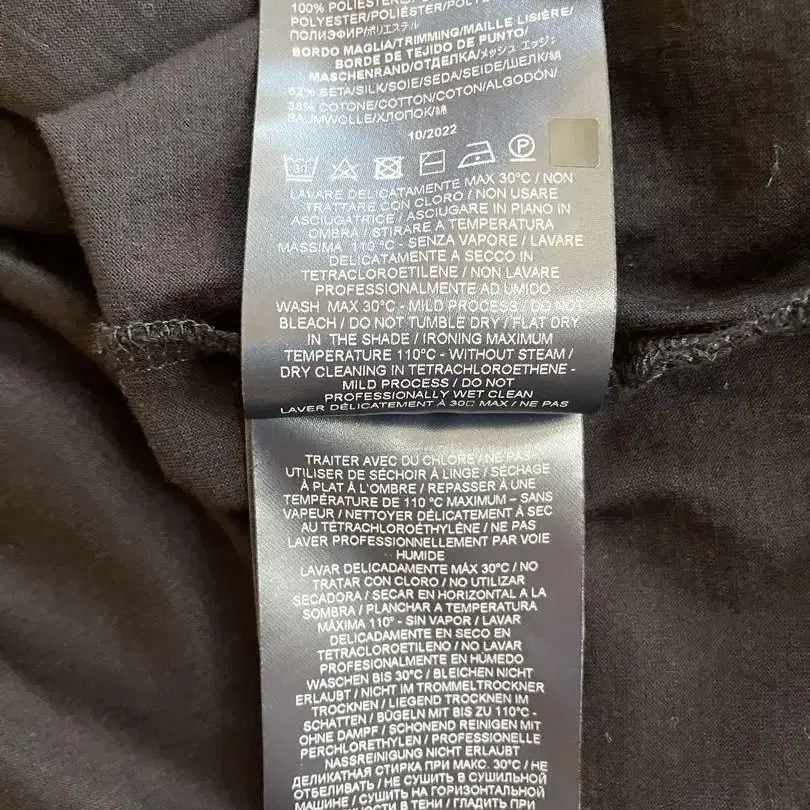 100% POLIESTERE/
POLYESTER/POLIÉSTER/
ПОЛИЭФИР/ポリエステル
BORDO MAGLIA/TRIMMING/MAILLE LISIÈRE/
BORDE DE TEJIDO DE PUNTO/
MASCHENRAND/ОТДЕЛКА/メッシュ エッジ:
62% SETA/SILK/SOIE/SEDA/SEIDE/ШЕЛК/絹
38% COTONE/COTTON/COTON/ALGODÓN/
BAUMWOLLE/ХЛОПОК/綿
10/2022
30
P
LAVARE DELICATAMENTE MAX 30°C / NON
TRATTARE CON CLORO / NON USARE
ASCIUGATRICE / ASCIUGARE IN PIANO IN
OMBRA / STIRARE A TEMPERATURA
MASSIMA 110 °C - SENZA VAPORE / LAVARE
DELICATAMENTE A SECCO IN
TETRACLOROETILENE / NON LAVARE
PROFESSIONALMENTE AD UMIDO
WASH MAX 30°C - MILD PROCESS / DO NOT
BLEACH / DO NOT TUMBLE DRY / FLAT DRY
IN THE SHADE / IRONING MAXIMUM
TEMPERATURE 110°C - WITHOUT STEAM /
DRY CLEANING IN TETRACHLOROETHENE -
MILD PROCESS / DO NOT
PROFESSIONALLY WET CLEAN
LAVER DÉLICATEMENT À 30 MAX / NE PAS
TRAITER AVEC DU CHLORE / NE PAS
UTILISER DE SÉCHOIR À LINGE / SÉCHAGE
À PLAT À L'OMBRE / REPASSER À UNE
TEMPÉRATURE DE 110 °C MAXIMUM – SANS
VAPEUR / NETTOYER DÉLICATEMENT À SEC
AU TÉTRACHLOROÉTHYLÈNE / NE PAS
LAVER PROFESSIONNELLEMENT PAR VOIE
HUMIDE
LAVAR DELICADAMENTE MÁX 30°C / NO
TRATAR CON CLORO / NO UTILIZAR
SECADORA / SECAR EN HORIZONTAL A LA
SOMBRA / PLANCHAR A TEMPERATURA
MÁXIMA 110° - SIN VAPOR / LAVAR
DELICADAMENTE EN SECO EN
TETRACLOROETILENO / NO LAVAR
PROFESIONALMENTE EN HÚMEDO
WASCHEN BIS 30°C / BLEICHEN NICHT
ERLAUBT / NICHT IM TROMMELTROCKNER
TROCKNEN / LIEGEND TROCKNEN IM
SCHATTEN / BÜGELN MIT BIS ZU 110°C -
OHNE DAMPF / SCHONEND REINIGEN MIT
PERCHLORETHYLEN / PROFESSIONELLE
NASSREINIGUNG NICHT ERLAUBT
ДЕЛИКАТНАЯ СТИРКА ПРИ МАКС. 30°C / НЕ
ОТБЕЛИВАТЬ / НЕ СУШИТЬ В СУШИЛЬНОЙ
МАШИНЕ / СУШИТЬ НА ГОРИЗОНТАЛЬНОЙ
В ТЕНИ / ГЛАДИТЬ ПРИ